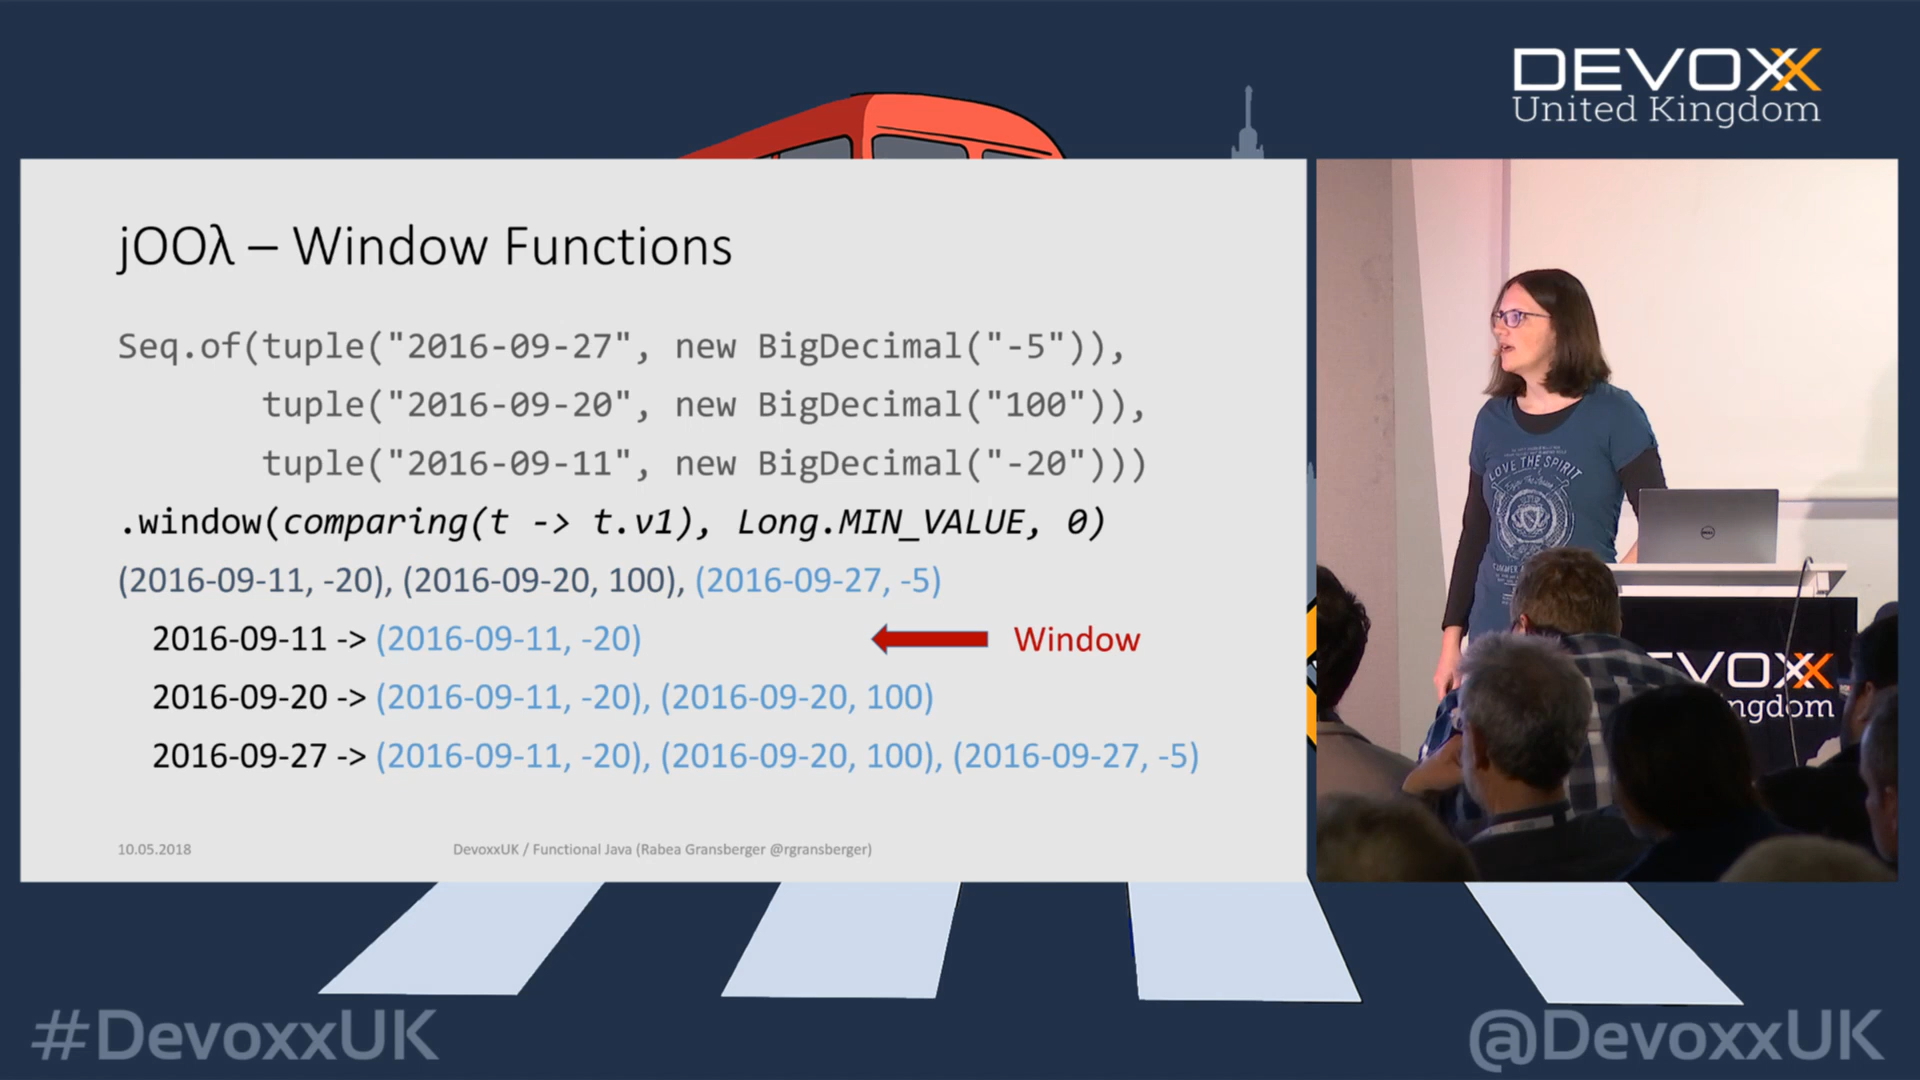 DEVOXX
United Kingdom
jOOλ – Window Functions
Seq.of(tuple("2016-09-27", new BigDecimal("-5")),
tuple("2016-09-20", new BigDecimal("100")),
tuple("2016-09-11", new BigDecimal("-20")))
.window(comparing(t -> t.v1), Long.MIN_VALUE, 0)
(2016-09-11, -20), (2016-09-20, 100), (2016-09-27, -5)
2016-09-11 -> (2016-09-11, -20)
Window
2016-09-20 -> (2016-09-11, -20), (2016-09-20, 100)
2016-09-27 -> (2016-09-11, -20), (2016-09-20, 100), (2016-09-27, -5)
10.05.2018
DevoxxUK / Functional Java (Rabea Gransberger @rgransberger)
LOVE THE SPIRIT
DELL
VOXX
ngdom
#DevoxxUK
@DevoxxUK